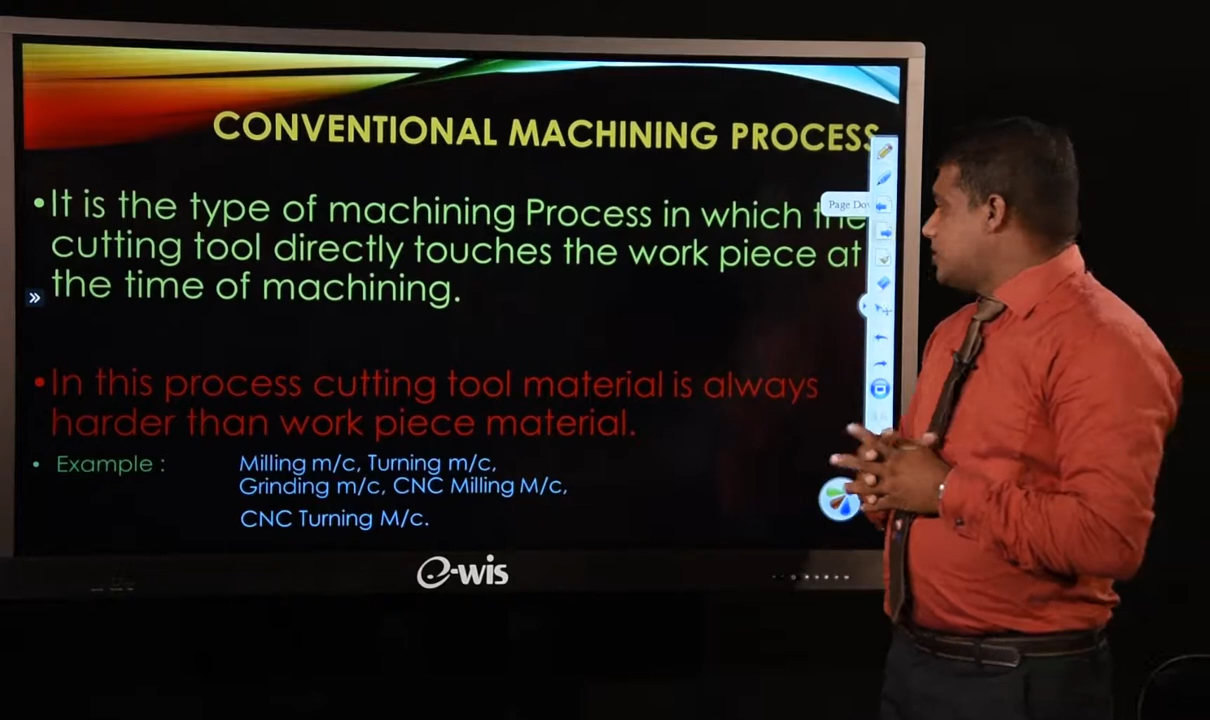 CONVENTIONAL MACHINING PROCESS
•It is the type of machining Process in which the
cutting tool directly touches the work piece at
the time of machining.
•In this process cutting tool material is always
harder than work piece material.
• Example : Milling m/c, Turning m/c,
Grinding m/c, CNC Milling M/c,
CNC Turning M/c.
Page Dow
e-wis